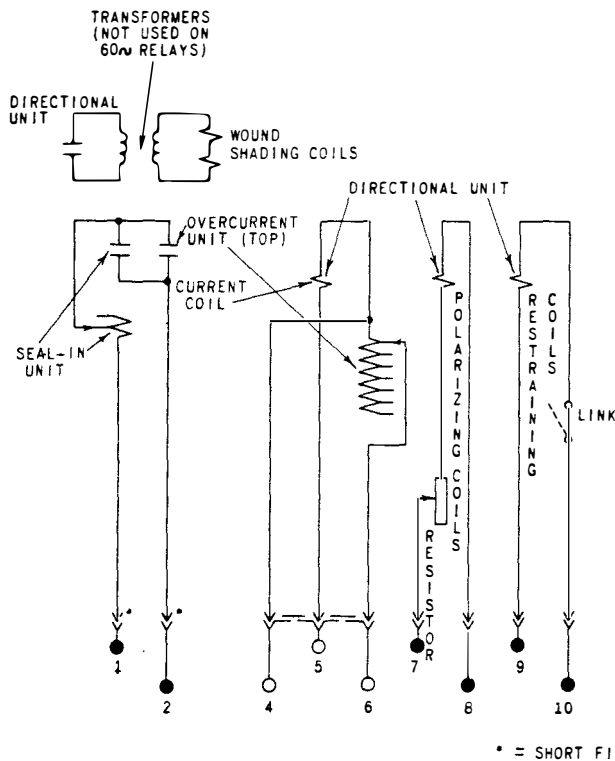 TRANSFORMERS
(NOT USED ON
60~ RELAYS)
DIRECTIONAL
UNIT
WOUND
SHADING COILS
DIRECTIONAL UNIT
OVERCURRENT
UNIT (TOP)
CURRENT
COIL
SEAL-IN
UNIT
POLARIZING COILS
RESTRAINING
COILS
LINK
RESISTOR
*
*
1
2
4
5
6
7
8
9
10
* = SHORT FI